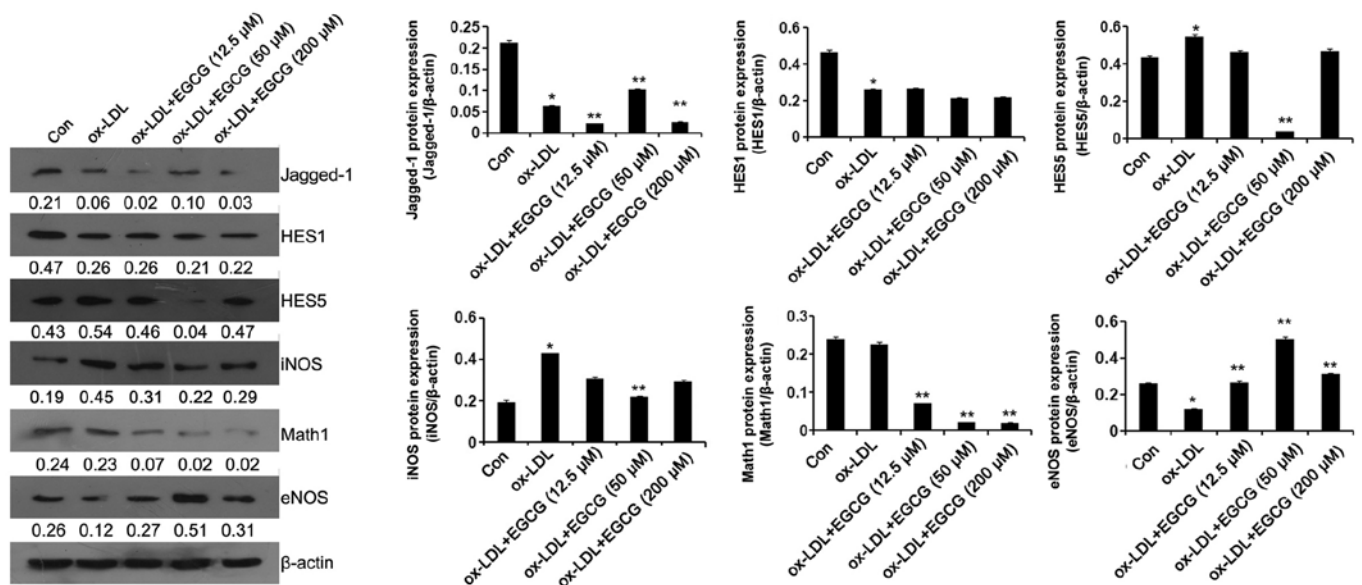 Con
ox-LDL
ox-LDL+EGCG (12.5 µM)
ox-LDL+EGCG (50 µM)
ox-LDL+EGCG (200 µM)
Jagged-1
0.21 0.06 0.02 0.10 0.03
HES1
0.47 0.26 0.26 0.21 0.22
HES5
0.43 0.54 0.46 0.04 0.47
iNOS
0.19 0.45 0.31 0.22 0.29
Math1
0.24 0.23 0.07 0.02 0.02
eNOS
0.26 0.12 0.27 0.51 0.31
β-actin
Jagged-1 protein expression
(Jagged-1/β-actin)
0.25
0.2
0.15
0.1
0.05
0
*
**
**
**
Con
ox-LDL
ox-LDL+EGCG (12.5 µM)
ox-LDL+EGCG (50 µM)
ox-LDL+EGCG (200 µM)
HES1 protein expression
(HES1/β-actin)
0.6
0.4
0.2
0
*
Con
ox-LDL
ox-LDL+EGCG (12.5 µM)
ox-LDL+EGCG (50 µM)
ox-LDL+EGCG (200 µM)
HES5 protein expression
(HES5/β-actin)
0.6
0.4
0.2
0
*
**
Con
ox-LDL
ox-LDL+EGCG (12.5 µM)
ox-LDL+EGCG (50 µM)
ox-LDL+EGCG (200 µM)
iNOS protein expression
(iNOS/β-actin)
0.6
0.4
0.2
0
*
**
Con
ox-LDL
ox-LDL+EGCG (12.5 µM)
ox-LDL+EGCG (50 µM)
ox-LDL+EGCG (200 µM)
Math1 protein expression
(Math1/β-actin)
0.3
0.2
0.1
0
**
**
**
Con
ox-LDL
ox-LDL+EGCG (12.5 µM)
ox-LDL+EGCG (50 µM)
ox-LDL+EGCG (200 µM)
eNOS protein expression
(eNOS/β-actin)
0.6
0.4
0.2
0
*
**
**
**
Con
ox-LDL
ox-LDL+EGCG (12.5 µM)
ox-LDL+EGCG (50 µM)
ox-LDL+EGCG (200 µM)